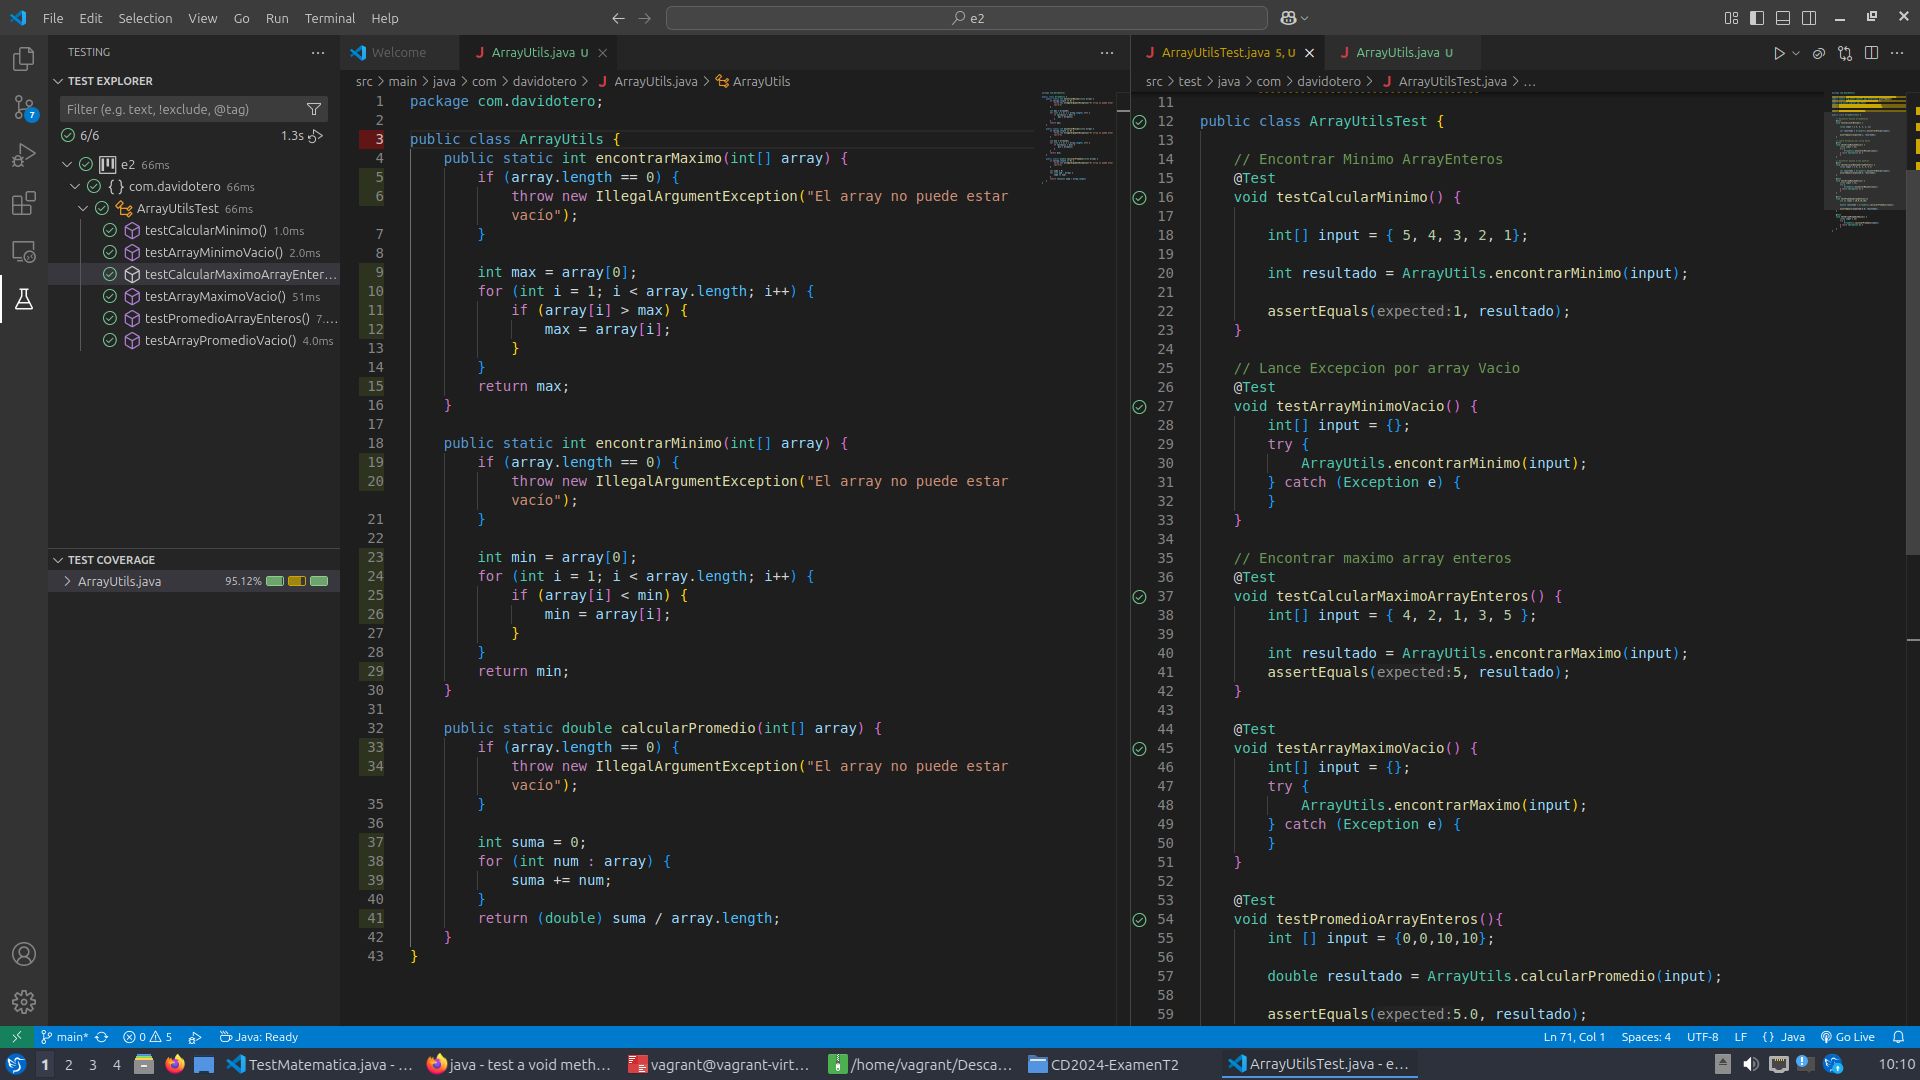 File Edit Selection View Go Run Terminal Help
e2
TESTING
TEST EXPLORER
Filter (e.g. text, !exclude, @tag)
6/6 1.3s
e2 66ms
{} com.davidotero 66ms
ArrayUtilsTest 66ms
testCalcularMinimo() 1.0ms
testArrayMinimoVacio() 2.0ms
testCalcularMaximoArrayEnter...
testArrayMaximoVacio() 51ms
testPromedioArrayEnteros() 7....
testArrayPromedioVacio() 4.0ms
TEST COVERAGE
ArrayUtils.java 95.12%
Welcome
ArrayUtils.java U
src > main > java > com > davidotero > ArrayUtils.java > ArrayUtils
1 package com.davidotero;
2
3 public class ArrayUtils {
4 public static int encontrarMaximo(int[] array) {
5 if (array.length == 0) {
6 throw new IllegalArgumentException("El array no puede estar
vacío");
7 }
8
9 int max = array[0];
10 for (int i = 1; i < array.length; i++) {
11 if (array[i] > max) {
12 max = array[i];
13 }
14 }
15 return max;
16 }
17
18 public static int encontrarMinimo(int[] array) {
19 if (array.length == 0) {
20 throw new IllegalArgumentException("El array no puede estar
vacío");
21 }
22
23 int min = array[0];
24 for (int i = 1; i < array.length; i++) {
25 if (array[i] < min) {
26 min = array[i];
27 }
28 }
29 return min;
30 }
31
32 public static double calcularPromedio(int[] array) {
33 if (array.length == 0) {
34 throw new IllegalArgumentException("El array no puede estar
vacío");
35 }
36
37 int suma = 0;
38 for (int num : array) {
39 suma += num;
40 }
41 return (double) suma / array.length;
42 }
43 }
ArrayUtilsTest.java 5, U
ArrayUtils.java U
src > test > java > com > davidotero > ArrayUtilsTest.java > ...
11
12 public class ArrayUtilsTest {
13
14 // Encontrar Minimo ArrayEnteros
15 @Test
16 void testCalcularMinimo() {
17
18 int[] input = { 5, 4, 3, 2, 1};
19
20 int resultado = ArrayUtils.encontrarMinimo(input);
21
22 assertEquals(expected:1, resultado);
23 }
24
25 // Lance Excepcion por array Vacio
26 @Test
27 void testArrayMinimoVacio() {
28 int[] input = {};
29 try {
30 ArrayUtils.encontrarMinimo(input);
31 } catch (Exception e) {
32 }
33 }
34
35 // Encontrar maximo array enteros
36 @Test
37 void testCalcularMaximoArrayEnteros() {
38 int[] input = { 4, 2, 1, 3, 5 };
39
40 int resultado = ArrayUtils.encontrarMaximo(input);
41 assertEquals(expected:5, resultado);
42 }
43
44 @Test
45 void testArrayMaximoVacio() {
46 int[] input = {};
47 try {
48 ArrayUtils.encontrarMaximo(input);
49 } catch (Exception e) {
50 }
51 }
52
53 @Test
54 void testPromedioArrayEnteros(){
55 int [] input = {0,0,10,10};
56
57 double resultado = ArrayUtils.calcularPromedio(input);
58
59 assertEquals(expected:5.0, resultado);
7
main* 0 5 Java: Ready
Ln 71, Col 1 Spaces: 4 UTF-8 LF {} Java Go Live
1 2 3 4 TestMatematica.java - ... java - test a void meth... vagrant@vagrant-virt... /home/vagrant/Desca... CD2024-ExamenT2 ArrayUtilsTest.java - e... 10:10